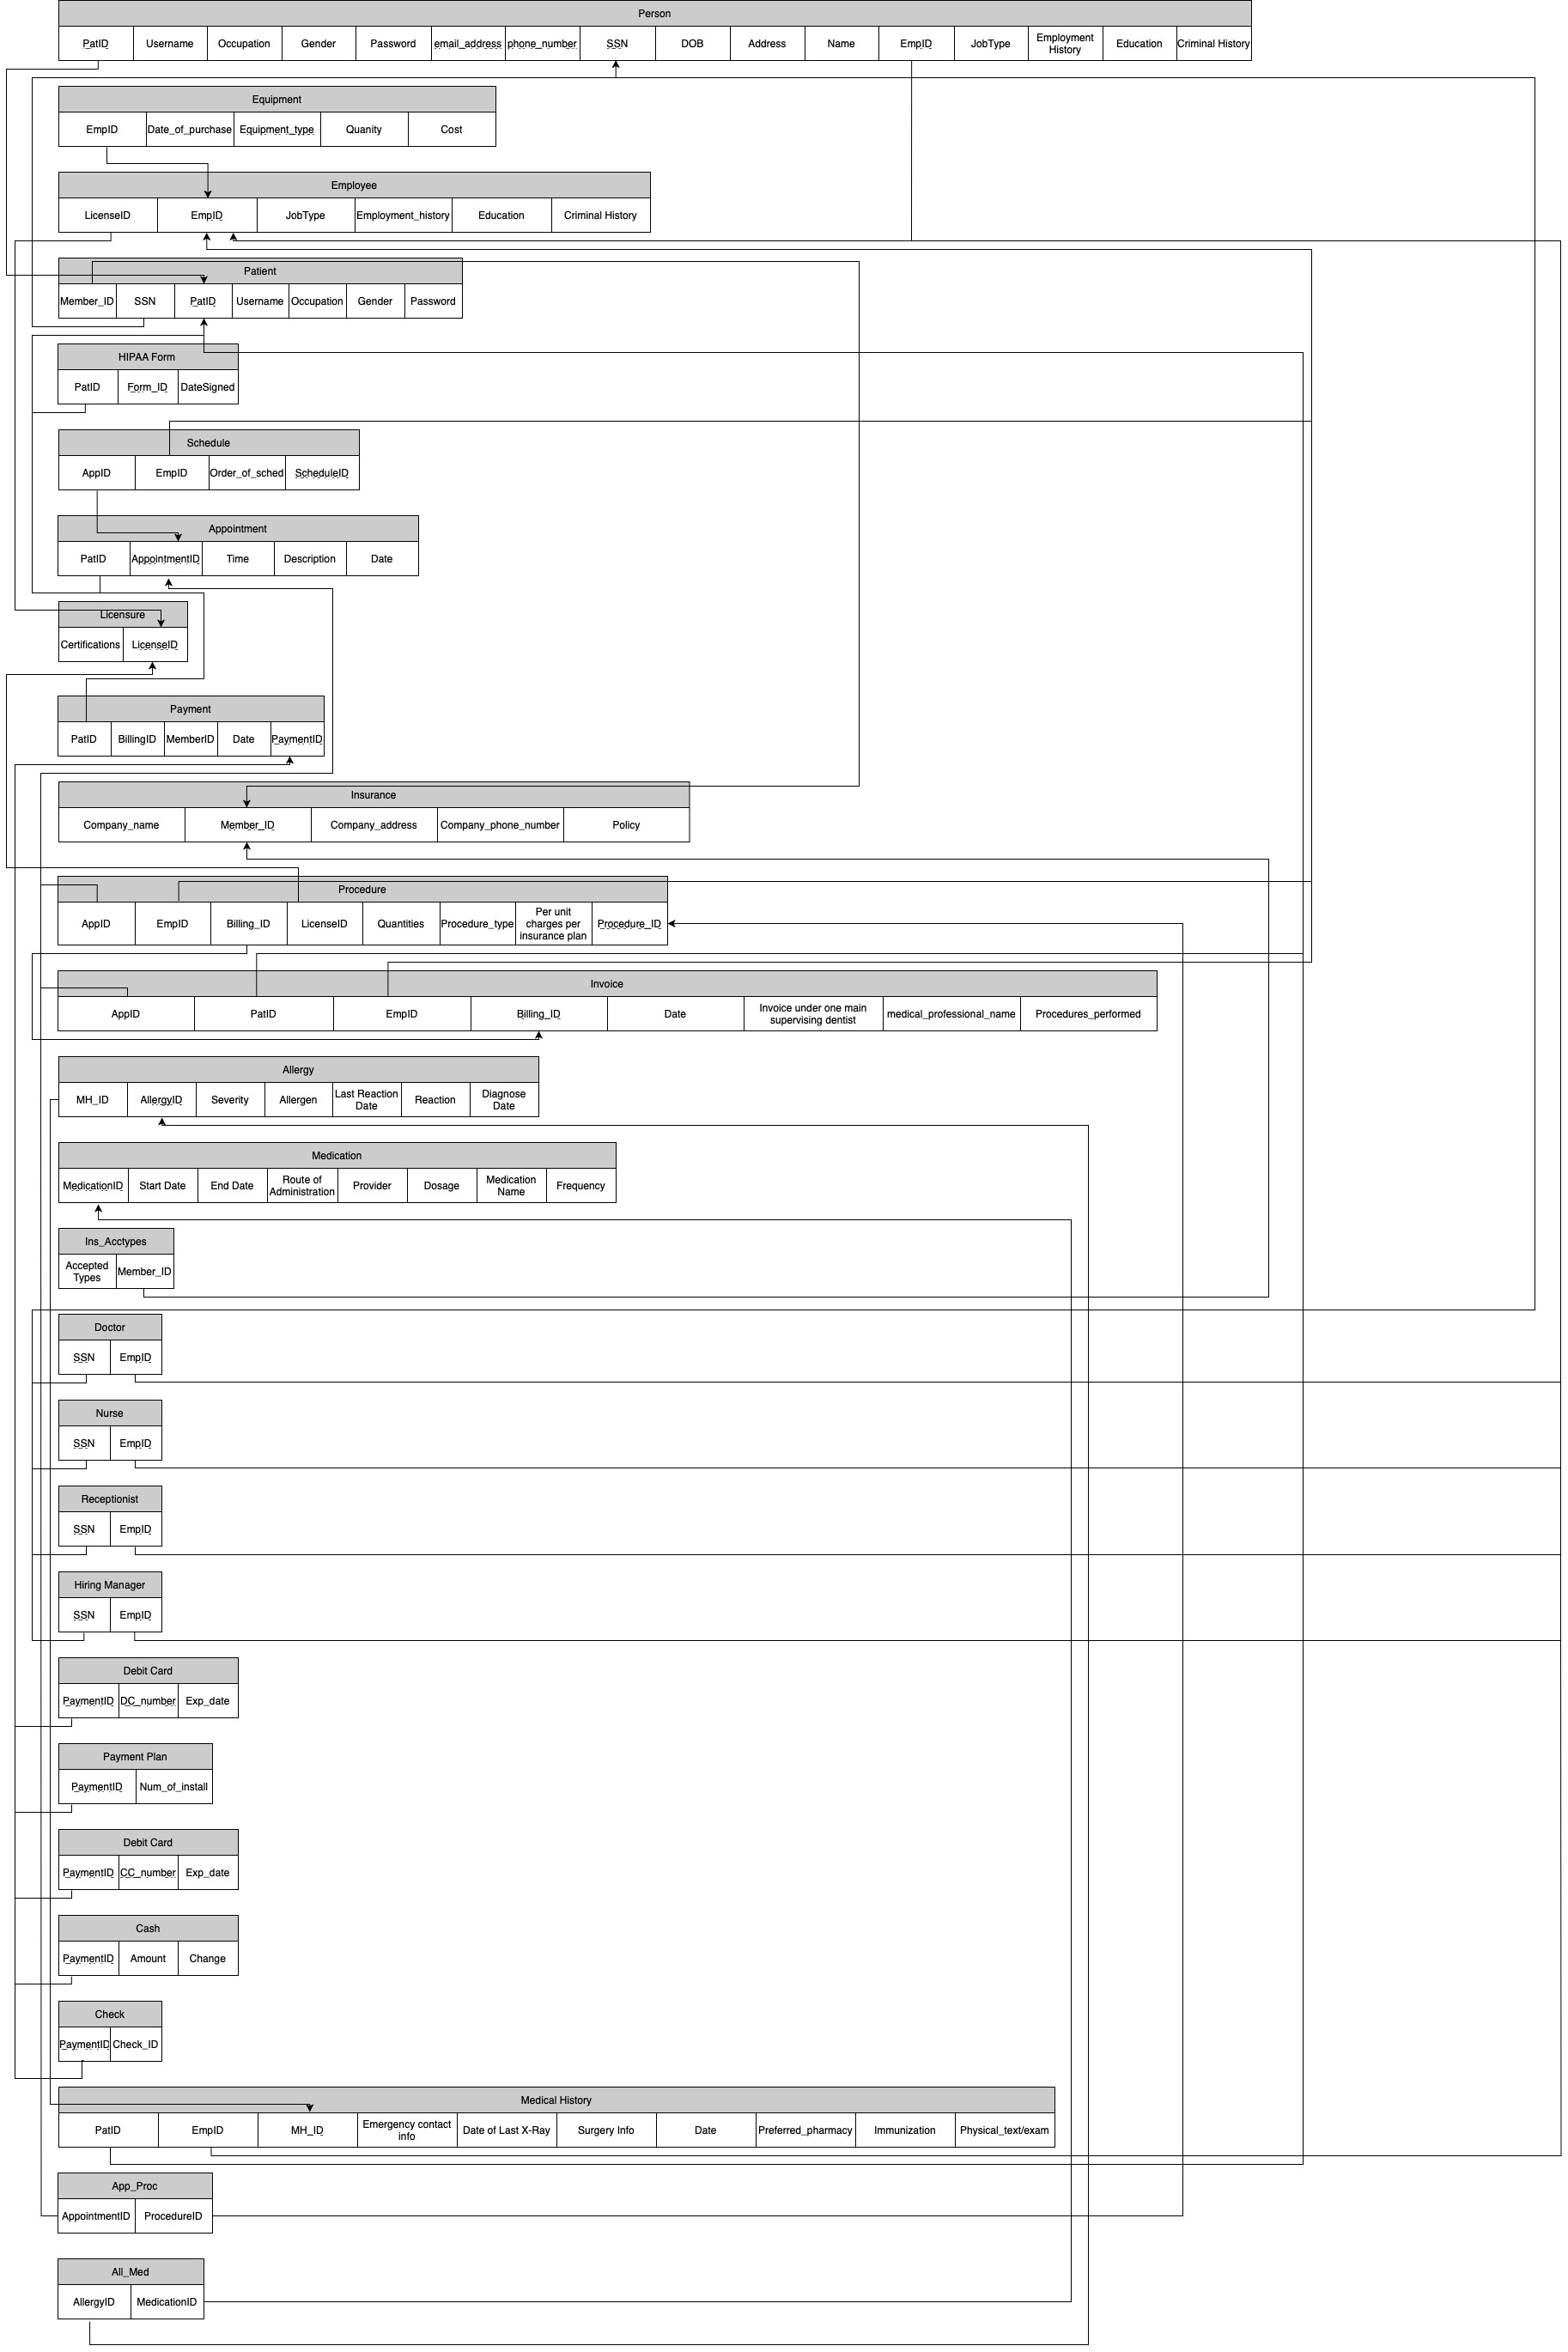 Person
PatID Username Occupation Gender Password email_address phone_number SSN DOB Address Name EmpID JobType Employment History Education Criminal History
Equipment
EmpID Date_of_purchase Equipment_type Quanity Cost
Employee
LicenseID EmpID JobType Employment_history Education Criminal History
Patient
Member_ID SSN PatID Username Occupation Gender Password
HIPAA Form
PatID Form_ID DateSigned
Schedule
AppID EmpID Order_of_sched ScheduleID
Appointment
PatID AppointmentID Time Description Date
Licensure
Certifications LicenseID
Payment
PatID BillingID MemberID Date PaymentID
Insurance
Company_name Member_ID Company_address Company_phone_number Policy
Procedure
AppID EmpID Billing_ID LicenseID Quantities Procedure_type Per unit charges per insurance plan Procedure_ID
Invoice
AppID PatID EmpID Billing_ID Date Invoice under one main supervising dentist medical_professional_name Procedures_performed
Allergy
MH_ID AllergyID Severity Allergen Last Reaction Date Reaction Diagnose Date
Medication
MedicationID Start Date End Date Route of Administration Provider Dosage Medication Name Frequency
Ins_Acctypes
Accepted Types Member_ID
Doctor
SSN EmpID
Nurse
SSN EmpID
Receptionist
SSN EmpID
Hiring Manager
SSN EmpID
Debit Card
PaymentID DC_number Exp_date
Payment Plan
PaymentID Num_of_install
Debit Card
PaymentID CC_number Exp_date
Cash
PaymentID Amount Change
Check
PaymentID Check_ID
Medical History
PatID EmpID MH_ID Emergency contact info Date of Last X-Ray Surgery Info Date Preferred_pharmacy Immunization Physical_text/exam
App_Proc
AppointmentID ProcedureID
All_Med
AllergyID MedicationID